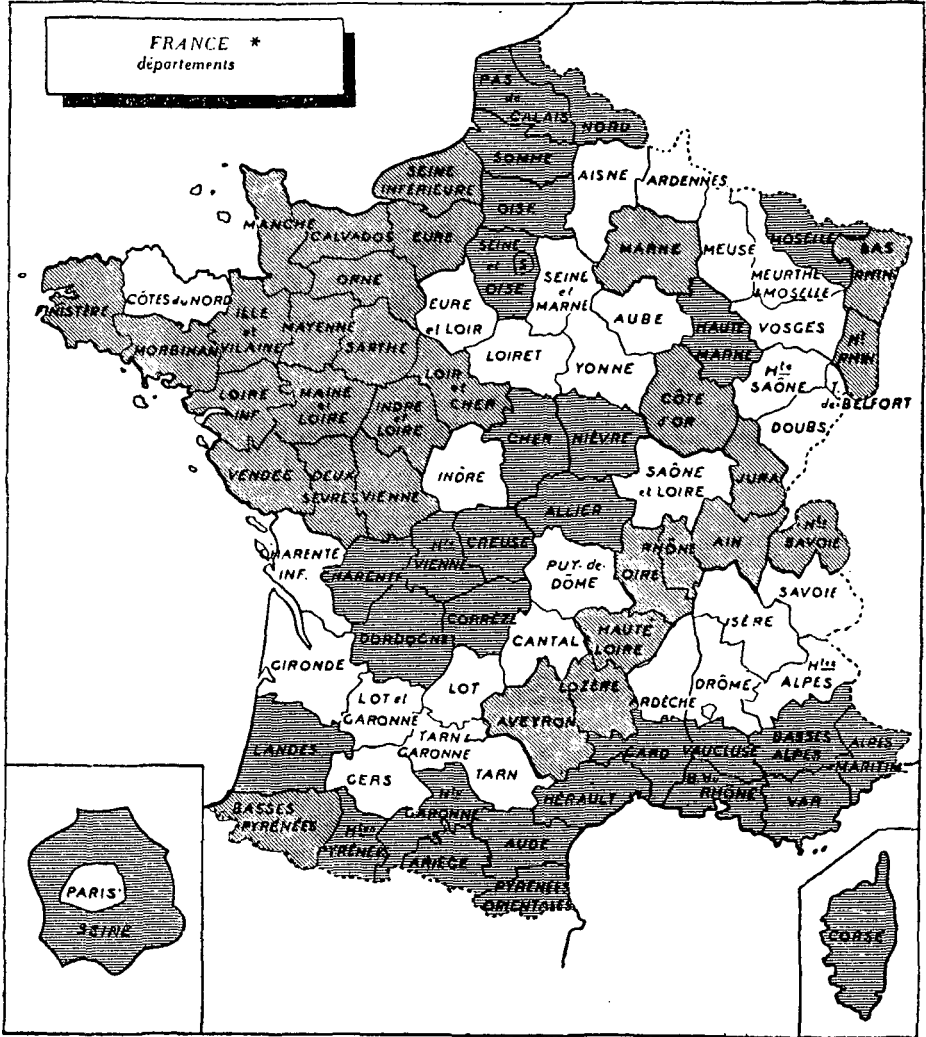 FRANCE *
départements
PAS
de
CALAIS
NORD
SOMME
SEINE
INFÉRIEURE
AISNE
ARDENNES
OISE
MANCHE
CALVADOS
EURE
SEINE
et
OISE
S
SEINE
et
MARNE
MARNE
MEUSE
MOSELLE
BAS
RHIN
MEURTHE
& MOSELLE
ORNE
FINISTÈRE
CÔTES du NORD
ILLE
et
VILAINE
MAYENNE
SARTHE
EURE
et LOIR
AUBE
HAUTE
MARNE
VOSGES
Ht
RHIN
MORBIHAN
LOIRET
YONNE
Hte
SAÔNE
T.
de BELFORT
LOIRE
INF.
MAINE
et
LOIRE
INDRE
et
LOIRE
LOIR et
CHER
CÔTE
d'OR
DOUBS
CHER
NIÈVRE
VENDÉE
DEUX
SÈVRES
VIENNE
INDRE
SAÔNE
et LOIRE
JURA
ALLIER
CHARENTE
INF.
CHARENTE
Hte
VIENNE
CREUSE
PUY-de-
DÔME
LOIRE
RHÔNE
AIN
Hte
SAVOIE
SAVOIE
CORRÈZE
DORDOGNE
CANTAL
HAUTE
LOIRE
ISÈRE
GIRONDE
LOT et
GARONNE
LOT
AVEYRON
LOZÈRE
ARDÈCHE
DRÔME
Htes
ALPES
TARN &
GARONNE
LANDES
GERS
TARN
GARD
VAUCLUSE
BASSES
ALPES
ALPES
MARITIM.
Hte
GARONNE
HÉRAULT
B. du
RHÔNE
VAR
BASSES
PYRÉNÉES
Htes
PYRÉNÉES
ARIÈGE
AUDE
PYRÉNÉES
ORIENTALES
PARIS
SEINE
CORSE